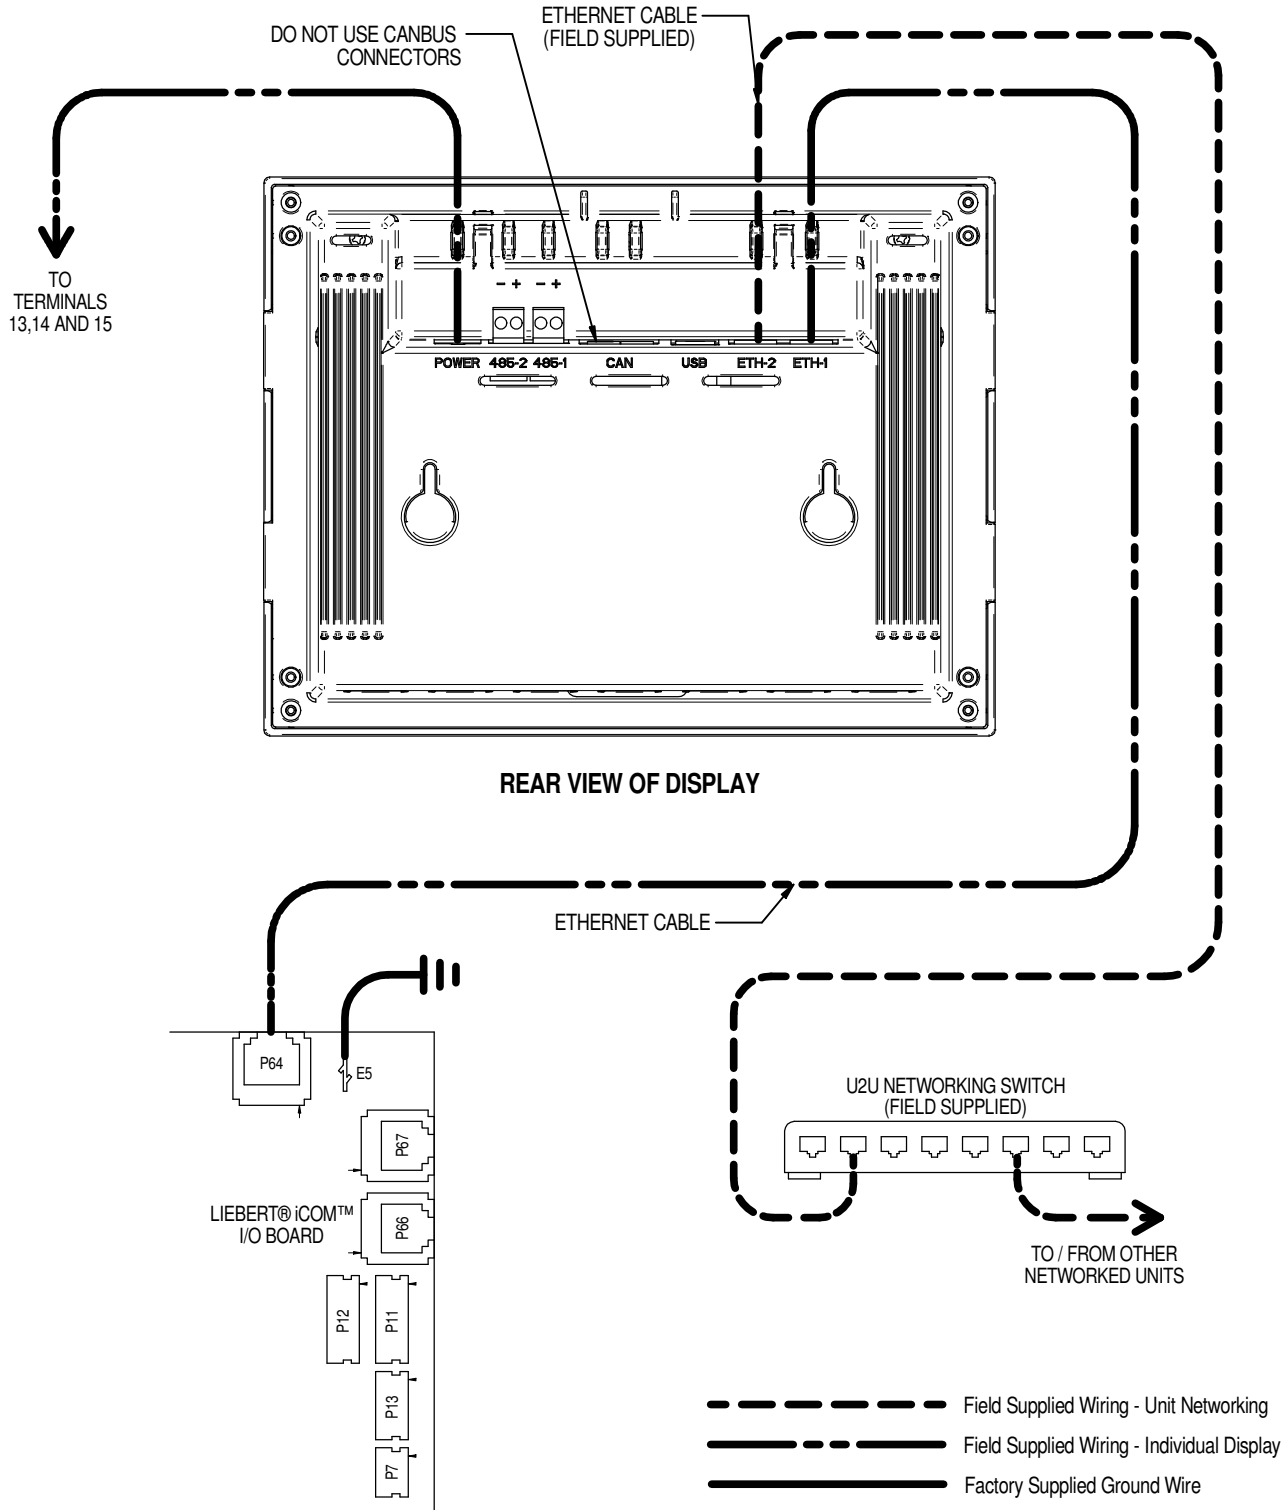 ETHERNET CABLE
(FIELD SUPPLIED)
DO NOT USE CANBUS
CONNECTORS
TO
TERMINALS
13,14 AND 15
- + - +
POWER 485-2 485-1 CAN USB ETH-2 ETH-1
REAR VIEW OF DISPLAY
ETHERNET CABLE
P64
E5
P67
P66
LIEBERT® iCOM™
I/O BOARD
P12
P11
P13
P7
U2U NETWORKING SWITCH
(FIELD SUPPLIED)
TO / FROM OTHER
NETWORKED UNITS
Field Supplied Wiring - Unit Networking
Field Supplied Wiring - Individual Display
Factory Supplied Ground Wire